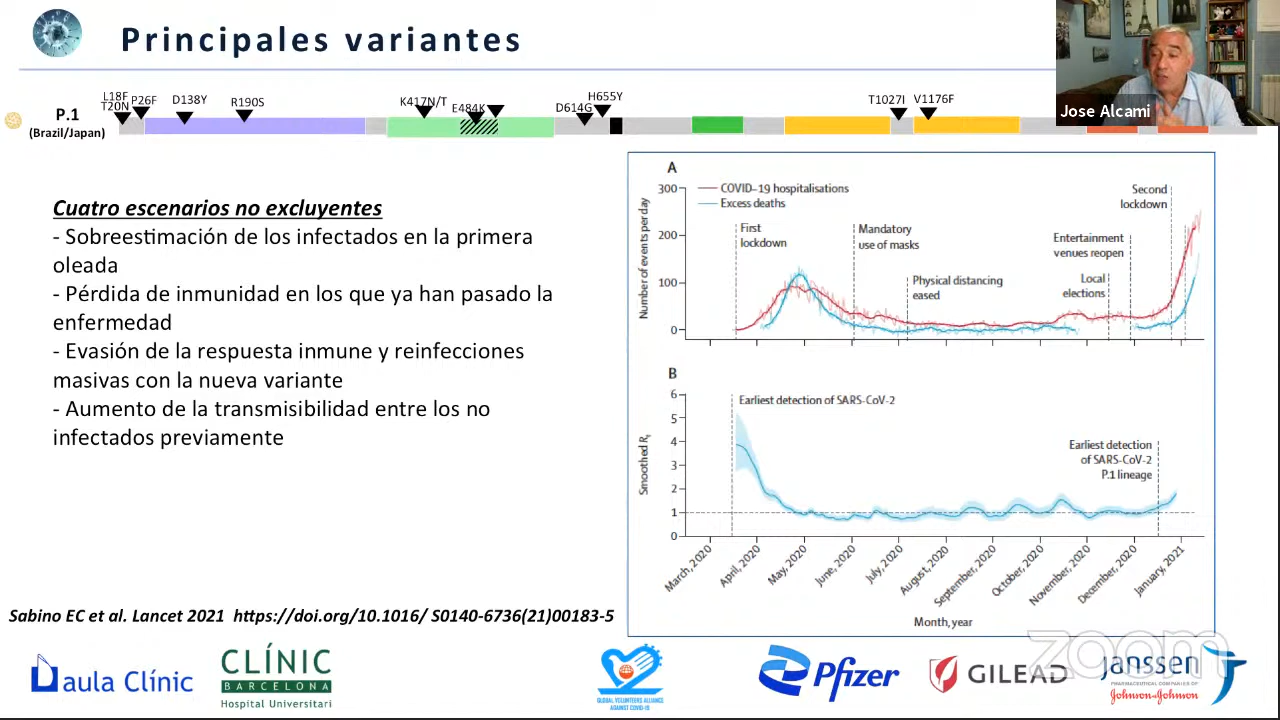 Principales variantes
Jose Alcami
P.1
(Brazil/Japan)
L18F
T20N
P26F
D138Y
R190S
K417N/T
E484K
D614G
H655Y
T1027I
V1176F
Cuatro escenarios no excluyentes
- Sobreestimación de los infectados en la primera
oleada
- Pérdida de inmunidad en los que ya han pasado la
enfermedad
- Evasión de la respuesta inmune y reinfecciones
masivas con la nueva variante
- Aumento de la transmisibilidad entre los no
infectados previamente
A
COVID-19 hospitalisations
Excess deaths
Number of events per day
300
200
100
0
First
lockdown
Mandatory
use of masks
Physical distancing
eased
Local
elections
Entertainment
venues reopen
Second
lockdown
B
Smoothed Rt
6
5
4
3
2
1
0
Earliest detection of SARS-CoV-2
Earliest detection
of SARS-CoV-2
P.1 lineage
March, 2020
April, 2020
May, 2020
June, 2020
July, 2020
August, 2020
September, 2020
October, 2020
November, 2020
December, 2020
January, 2021
Month, year
Sabino EC et al. Lancet 2021 https://doi.org/10.1016/ S0140-6736(21)00183-5
aula Clínic
CLÍNIC
BARCELONA
Hospital Universitari
GLOBAL VOLUNTEERS ALLIANCE
AGAINST COVID-19
Pfizer
GILEAD
janssen
PHARMACEUTICAL COMPANIES OF
Johnson & Johnson
zoom